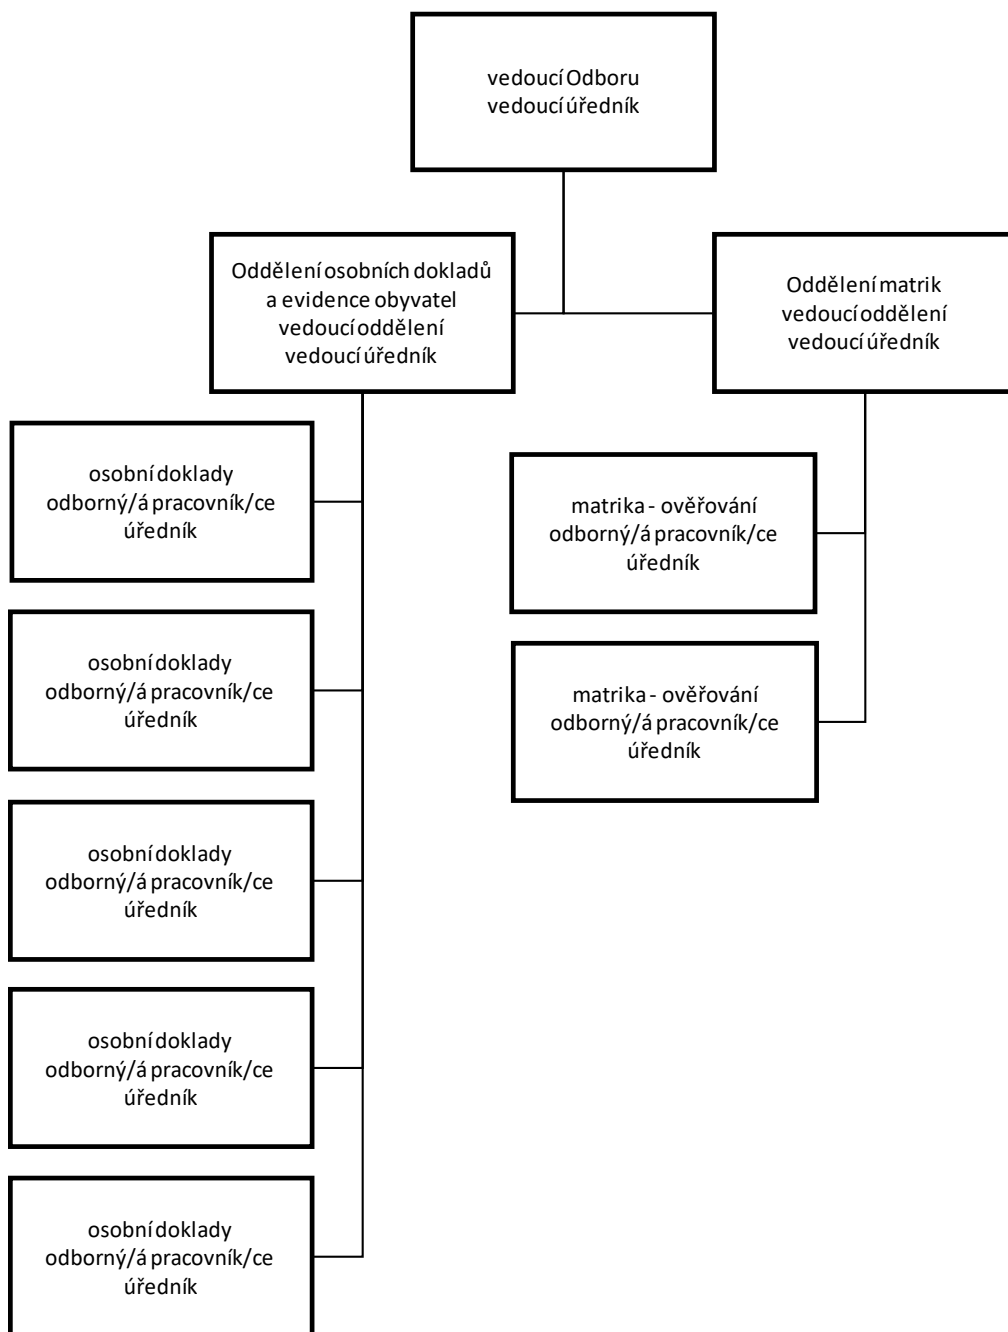 vedoucí Odboru
vedoucí úředník
Oddělení osobních dokladů
a evidence obyvatel
vedoucí oddělení
vedoucí úředník
Oddělení matrik
vedoucí oddělení
vedoucí úředník
osobní doklady
odborný/á pracovník/ce
úředník
osobní doklady
odborný/á pracovník/ce
úředník
osobní doklady
odborný/á pracovník/ce
úředník
osobní doklady
odborný/á pracovník/ce
úředník
osobní doklady
odborný/á pracovník/ce
úředník
matrika - ověřování
odborný/á pracovník/ce
úředník
matrika - ověřování
odborný/á pracovník/ce
úředník